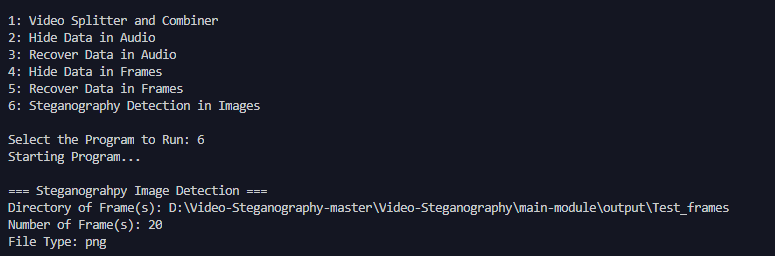 1: Video Splitter and Combiner
2: Hide Data in Audio
3: Recover Data in Audio
4: Hide Data in Frames
5: Recover Data in Frames
6: Steganography Detection in Images
Select the Program to Run: 6
Starting Program...
=== Steganograhpy Image Detection ===
Directory of Frame(s): D:\Video-Steganography-master\Video-Steganography\main-module\output\Test_frames
Number of Frame(s): 20
File Type: png